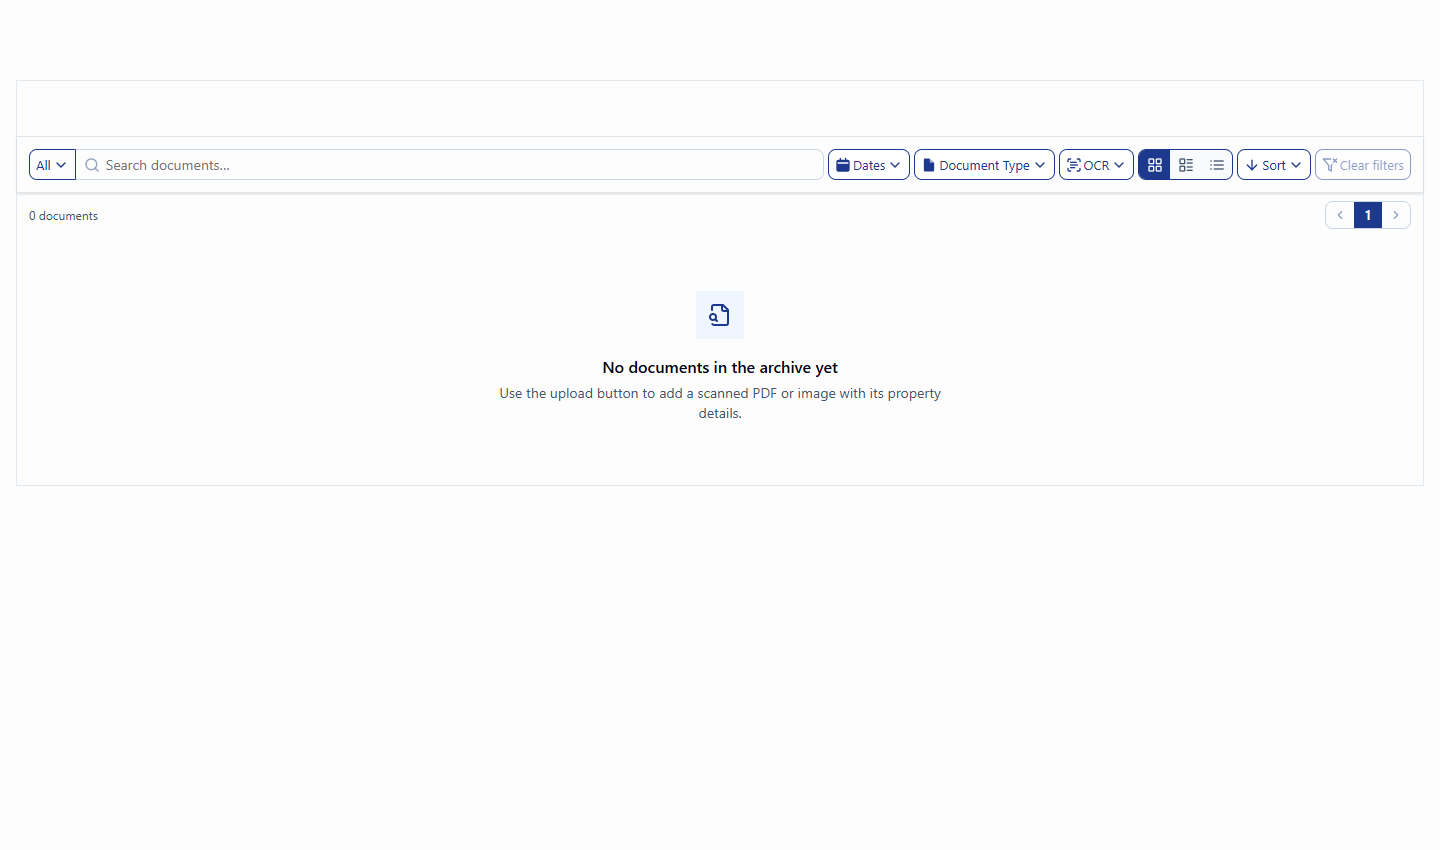 All
Search documents...
Dates
Document Type
OCR
Sort
Clear filters
0 documents
1
No documents in the archive yet
Use the upload button to add a scanned PDF or image with its property
details.